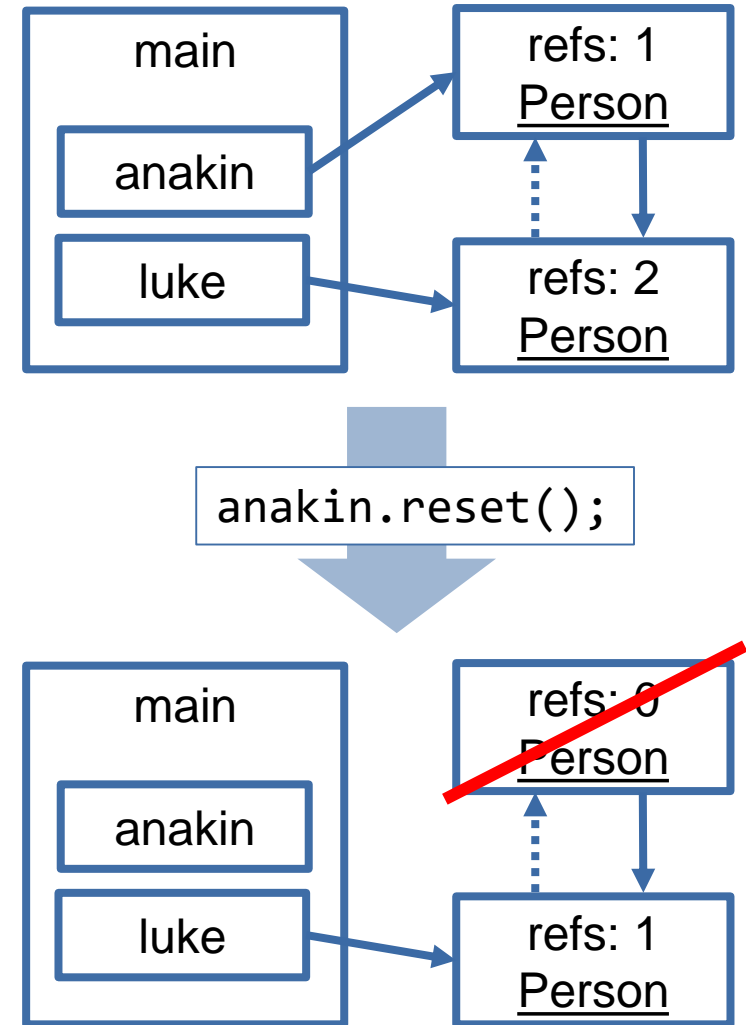 main
refs: 1
Person
anakin
luke
refs: 2
Person
anakin.reset();
main
refs: 0
Person
anakin
luke
refs: 1
Person